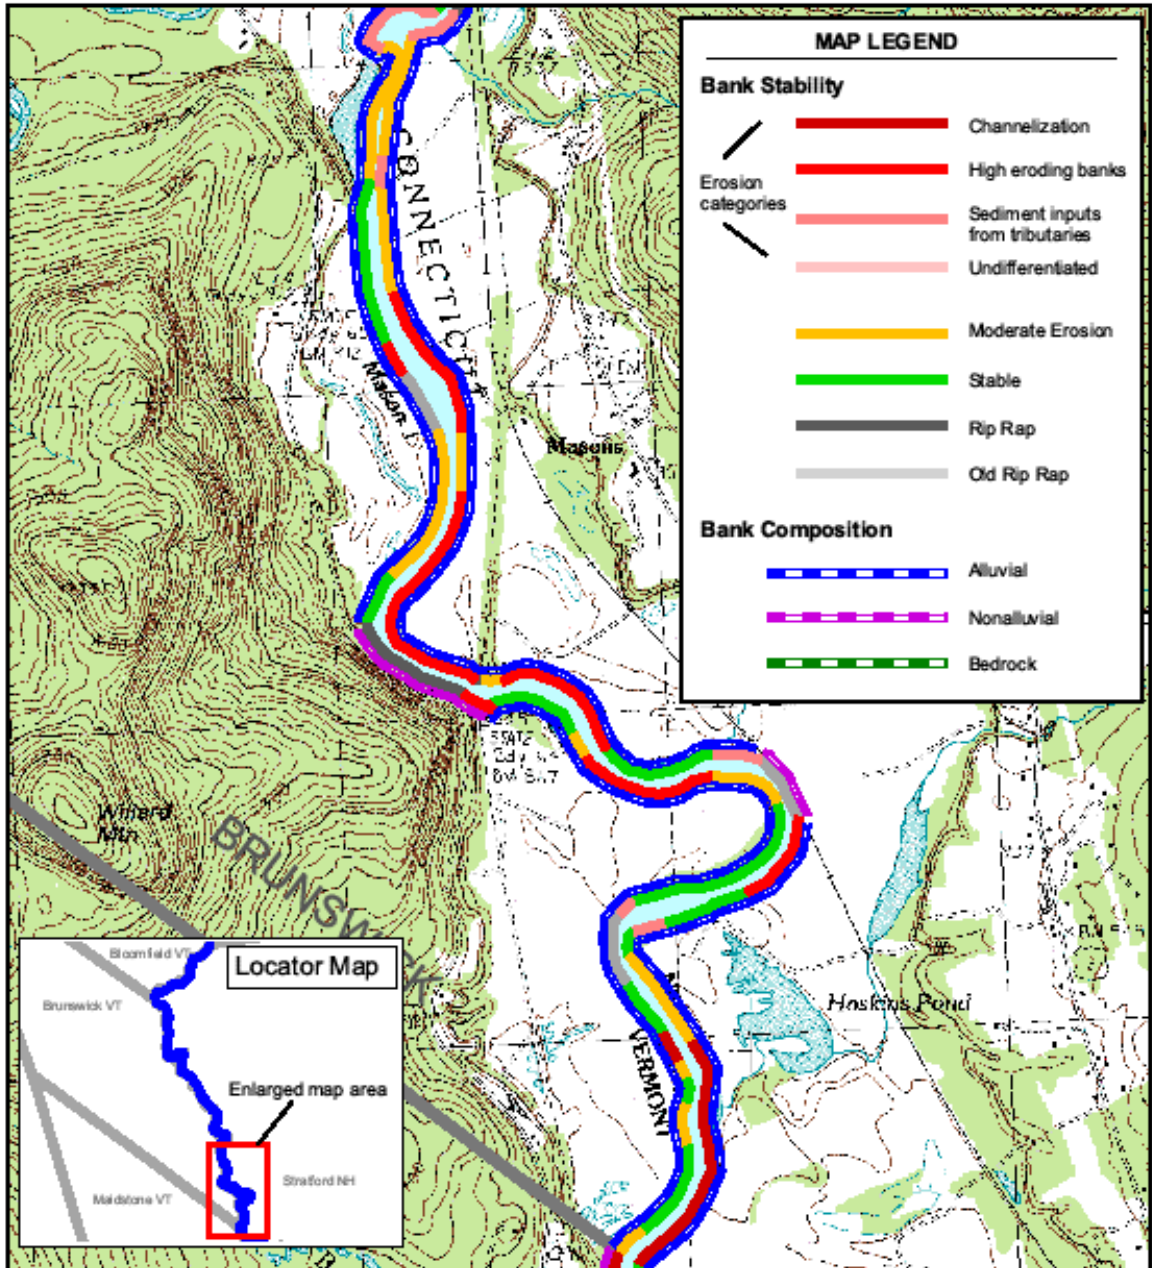 MAP LEGEND
Bank Stability
Channelization
High eroding banks
Erosion
categories
Sediment inputs
from tributaries
Undifferentiated
Moderate Erosion
Stable
Rip Rap
Old Rip Rap
Bank Composition
Alluvial
Nonalluvial
Bedrock
CONNECTICUT
Mason
Masons
Willard
Mtn
BRUNSWICK
Hoskins Pond
VERMONT
Locator Map
Bloomfield VT
Brunswick VT
Enlarged map area
Stratford NH
Maidstone VT